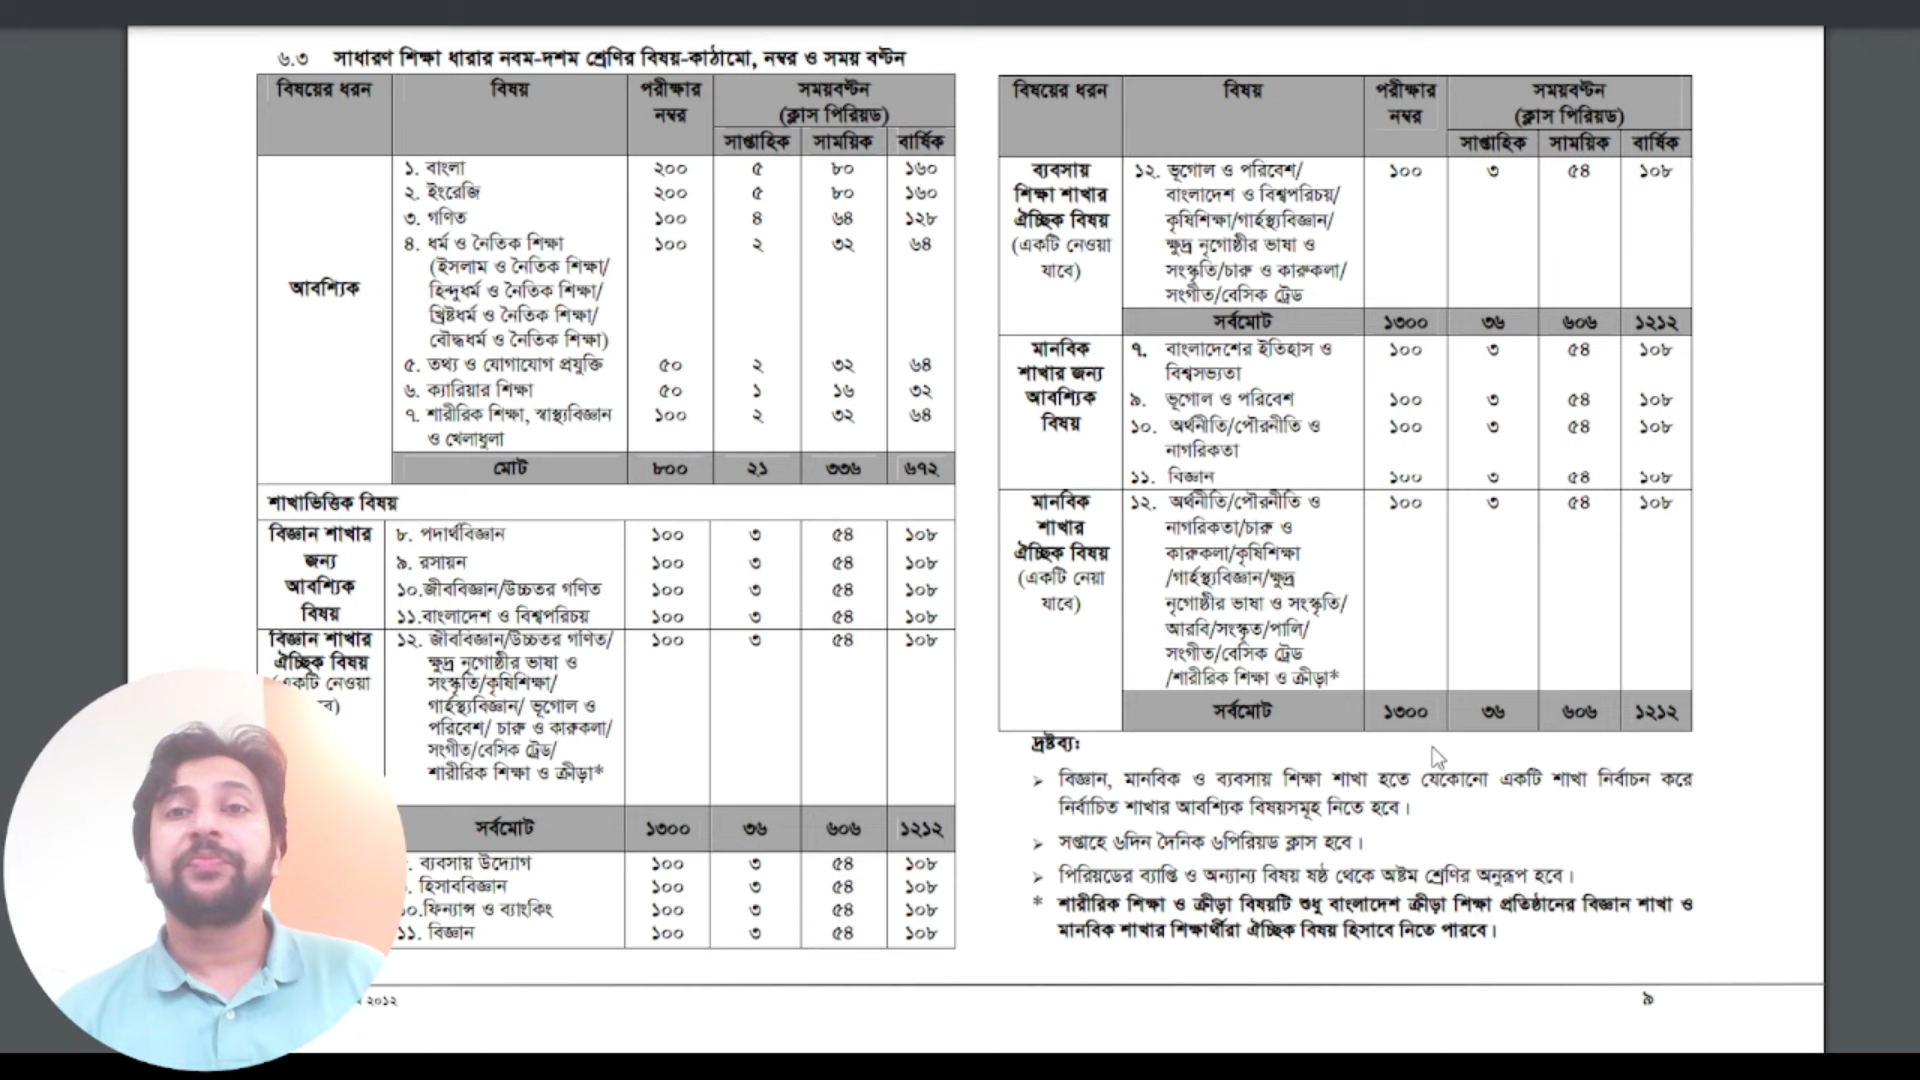 ৬.৩ সাধারণ শিক্ষা ধারার নবম-দশম শ্রেণির বিষয়-কাঠামো, নম্বর ও সময় বণ্টন
বিষয়ের ধরন বিষয় পরীক্ষার নম্বর সময়বণ্টন (ক্লাস পিরিয়ড)
সাপ্তাহিক সাময়িক বার্ষিক
আবশ্যিক
১. বাংলা ২০০ ৫ ৮০ ১৬০
২. ইংরেজি ২০০ ৫ ৮০ ১৬০
৩. গণিত ১০০ ৪ ৬৪ ১২৮
৪. ধর্ম ও নৈতিক শিক্ষা ১০০ ২ ৩২ ৬৪
(ইসলাম ও নৈতিক শিক্ষা/
হিন্দুধর্ম ও নৈতিক শিক্ষা/
খ্রিষ্টধর্ম ও নৈতিক শিক্ষা/
বৌদ্ধধর্ম ও নৈতিক শিক্ষা)
৫. তথ্য ও যোগাযোগ প্রযুক্তি ৫০ ২ ৩২ ৬৪
৬. ক্যারিয়ার শিক্ষা ৫০ ১ ১৬ ৩২
৭. শারীরিক শিক্ষা, স্বাস্থ্যবিজ্ঞান ১০০ ২ ৩২ ৬৪
ও খেলাধুলা
মোট ৮০০ ২১ ৩৩৬ ৬৭২
শাখাভিত্তিক বিষয়
বিজ্ঞান শাখার
জন্য
আবশ্যিক
বিষয়
৮. পদার্থবিজ্ঞান ১০০ ৩ ৫৪ ১০৮
৯. রসায়ন ১০০ ৩ ৫৪ ১০৮
১০.জীববিজ্ঞান/উচ্চতর গণিত ১০০ ৩ ৫৪ ১০৮
১১.বাংলাদেশ ও বিশ্বপরিচয় ১০০ ৩ ৫৪ ১০৮
বিজ্ঞান শাখার
ঐচ্ছিক বিষয়
একটি নেওয়া
বে)
১২. জীববিজ্ঞান/উচ্চতর গণিত/ ১০০ ৩ ৫৪ ১০৮
ক্ষুদ্র নৃগোষ্ঠীর ভাষা ও
সংস্কৃতি/কৃষিশিক্ষা/
গার্হস্থ্যবিজ্ঞান/ ভূগোল ও
পরিবেশ/ চারু ও কারুকলা/
সংগীত/বেসিক ট্রেড/
শারীরিক শিক্ষা ও ক্রীড়া*
সর্বমোট ১৩০০ ৩৬ ৬০৬ ১২১২
. ব্যবসায় উদ্যোগ ১০০ ৩ ৫৪ ১০৮
. হিসাববিজ্ঞান ১০০ ৩ ৫৪ ১০৮
১০.ফিন্যান্স ও ব্যাংকিং ১০০ ৩ ৫৪ ১০৮
১১. বিজ্ঞান ১০০ ৩ ৫৪ ১০৮
২০১২
বিষয়ের ধরন বিষয় পরীক্ষার নম্বর সময়বণ্টন (ক্লাস পিরিয়ড)
সাপ্তাহিক সাময়িক বার্ষিক
ব্যবসায়
শিক্ষা শাখার
ঐচ্ছিক বিষয়
(একটি নেওয়া
যাবে)
১২. ভূগোল ও পরিবেশ/ ১০০ ৩ ৫৪ ১০৮
বাংলাদেশ ও বিশ্বপরিচয়/
কৃষিশিক্ষা/গার্হস্থ্যবিজ্ঞান/
ক্ষুদ্র নৃগোষ্ঠীর ভাষা ও
সংস্কৃতি/চারু ও কারুকলা/
সংগীত/বেসিক ট্রেড
সর্বমোট ১৩০০ ৩৬ ৬০৬ ১২১২
মানবিক
শাখার জন্য
আবশ্যিক
বিষয়
৭. বাংলাদেশের ইতিহাস ও ১০০ ৩ ৫৪ ১০৮
বিশ্বসভ্যতা
৯. ভূগোল ও পরিবেশ ১০০ ৩ ৫৪ ১০৮
১০. অর্থনীতি/পৌরনীতি ও ১০০ ৩ ৫৪ ১০৮
নাগরিকতা
১১. বিজ্ঞান ১০০ ৩ ৫৪ ১০৮
মানবিক
শাখার
ঐচ্ছিক বিষয়
(একটি নেয়া
যাবে)
১২. অর্থনীতি/পৌরনীতি ও ১০০ ৩ ৫৪ ১০৮
নাগরিকতা/চারু ও
কারুকলা/কৃষিশিক্ষা
/গার্হস্থ্যবিজ্ঞান/ক্ষুদ্র
নৃগোষ্ঠীর ভাষা ও সংস্কৃতি/
আরবি/সংস্কৃত/পালি/
সংগীত/বেসিক ট্রেড
/শারীরিক শিক্ষা ও ক্রীড়া*
সর্বমোট ১৩০০ ৩৬ ৬০৬ ১২১২
দ্রষ্টব্য:
➢ বিজ্ঞান, মানবিক ও ব্যবসায় শিক্ষা শাখা হতে যেকোনো একটি শাখা নির্বাচন করে
নির্বাচিত শাখার আবশ্যিক বিষয়সমূহ নিতে হবে।
➢ সপ্তাহে ৬দিন দৈনিক ৬পিরিয়ড ক্লাস হবে।
➢ পিরিয়ডের ব্যাপ্তি ও অন্যান্য বিষয় ষষ্ঠ থেকে অষ্টম শ্রেণির অনুরূপ হবে।
* শারীরিক শিক্ষা ও ক্রীড়া বিষয়টি শুধু বাংলাদেশ ক্রীড়া শিক্ষা প্রতিষ্ঠানের বিজ্ঞান শাখা ও
মানবিক শাখার শিক্ষার্থীরা ঐচ্ছিক বিষয় হিসাবে নিতে পারবে।
৯